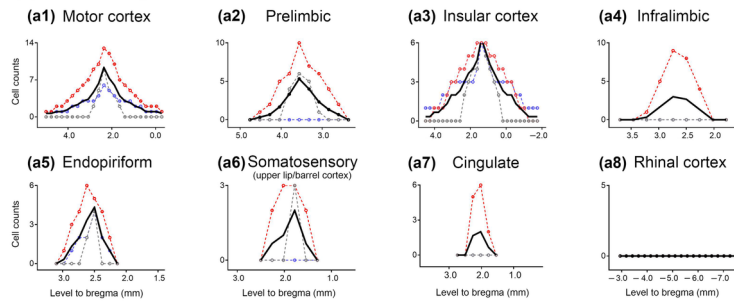 (a1) Motor cortex
14
7
0
Cell counts
5.0 4.0 2.0 0.0
(a2) Prelimbic
10
5
0
5.0 4.0 3.0
(a3) Insular cortex
6
3
0
4.0 2.0 0.0 −2.0
(a4) Infralimbic
10
5
0
3.5 3.0 2.5 2.0
(a5) Endopiriform
6
3
0
Cell counts
3.0 2.5 2.0 1.5
Level to bregma (mm)
(a6) Somatosensory
(upper lip/barrel cortex)
3
0
3.0 2.0 1.0
Level to bregma (mm)
(a7) Cingulate
6
3
0
3.0 2.0 1.0
Level to bregma (mm)
(a8) Rhinal cortex
5
0
−3.0 −4.0 −5.0 −6.0 −7.0
Level to bregma (mm)